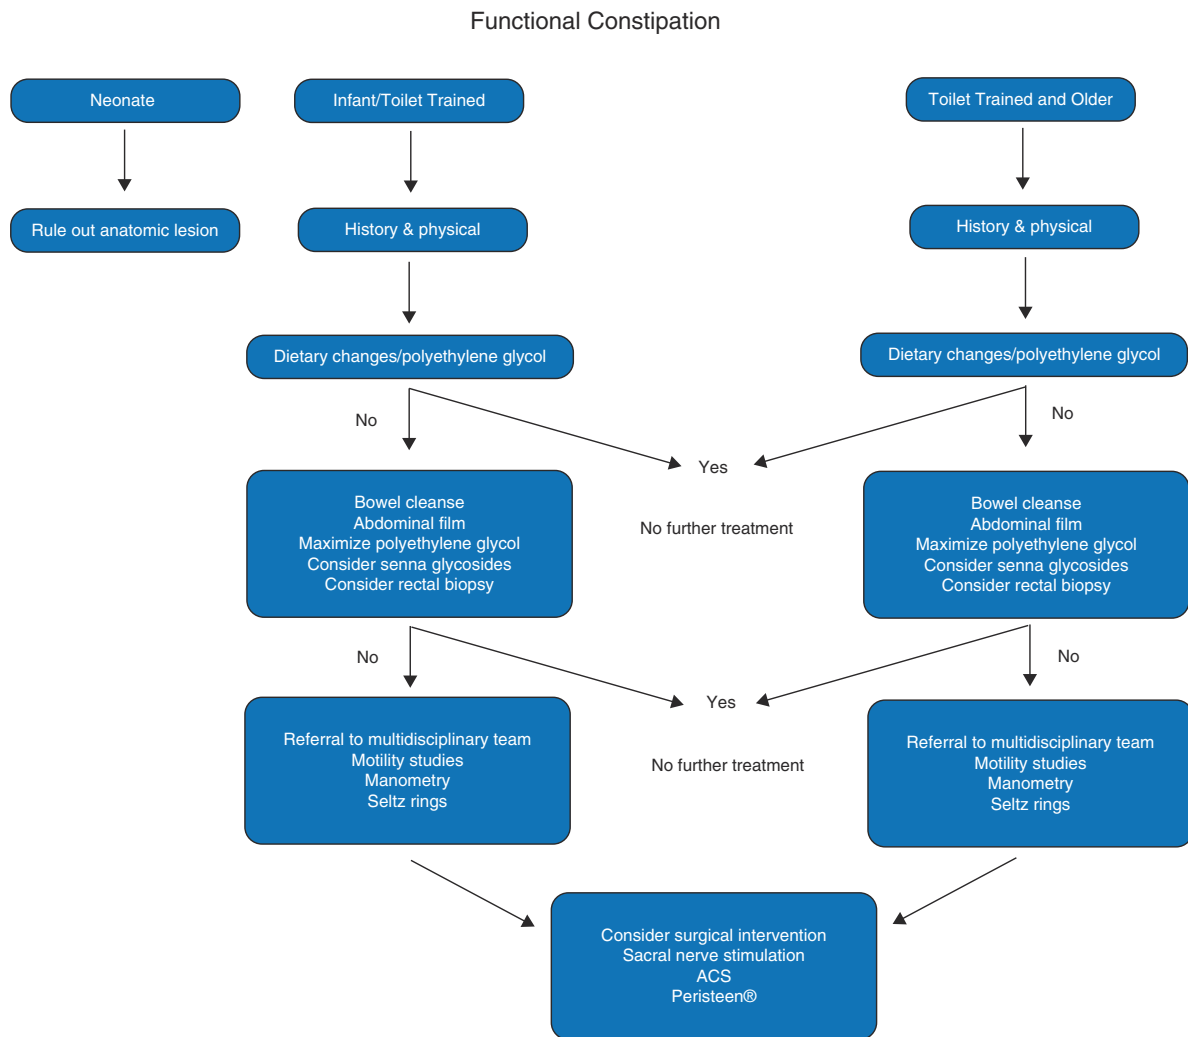 Functional Constipation
Neonate
Infant/Toilet Trained
Toilet Trained and Older
Rule out anatomic lesion
History & physical
History & physical
Dietary changes/polyethylene glycol
Dietary changes/polyethylene glycol
No
Yes
No
Bowel cleanse
Abdominal film
Maximize polyethylene glycol
Consider senna glycosides
Consider rectal biopsy
No further treatment
Bowel cleanse
Abdominal film
Maximize polyethylene glycol
Consider senna glycosides
Consider rectal biopsy
No
Yes
No
Referral to multidisciplinary team
Motility studies
Manometry
Seltz rings
No further treatment
Referral to multidisciplinary team
Motility studies
Manometry
Seltz rings
Consider surgical intervention
Sacral nerve stimulation
ACS
Peristeen®